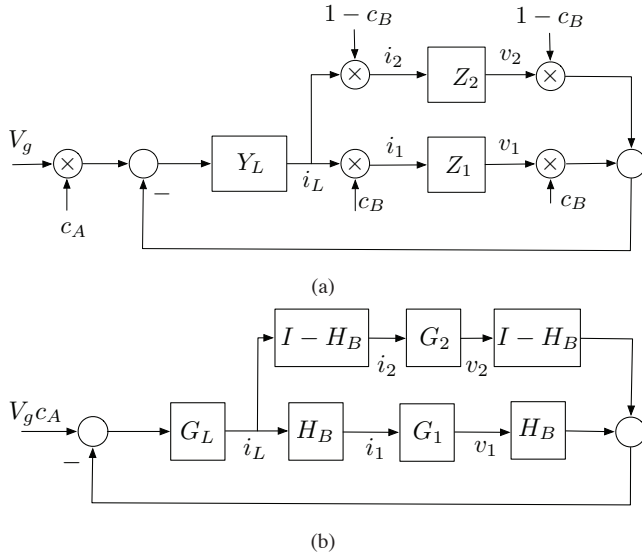 1 − c_B
1 − c_B
× i_2 Z_2 v_2 ×
V_g
× Y_L × i_1 Z_1 v_1 ×
− i_L
c_A c_B c_B
(a)
I − H_B G_2 I − H_B
i_2 v_2
V_g c_A
G_L H_B G_1 H_B
− i_L i_1 v_1
(b)